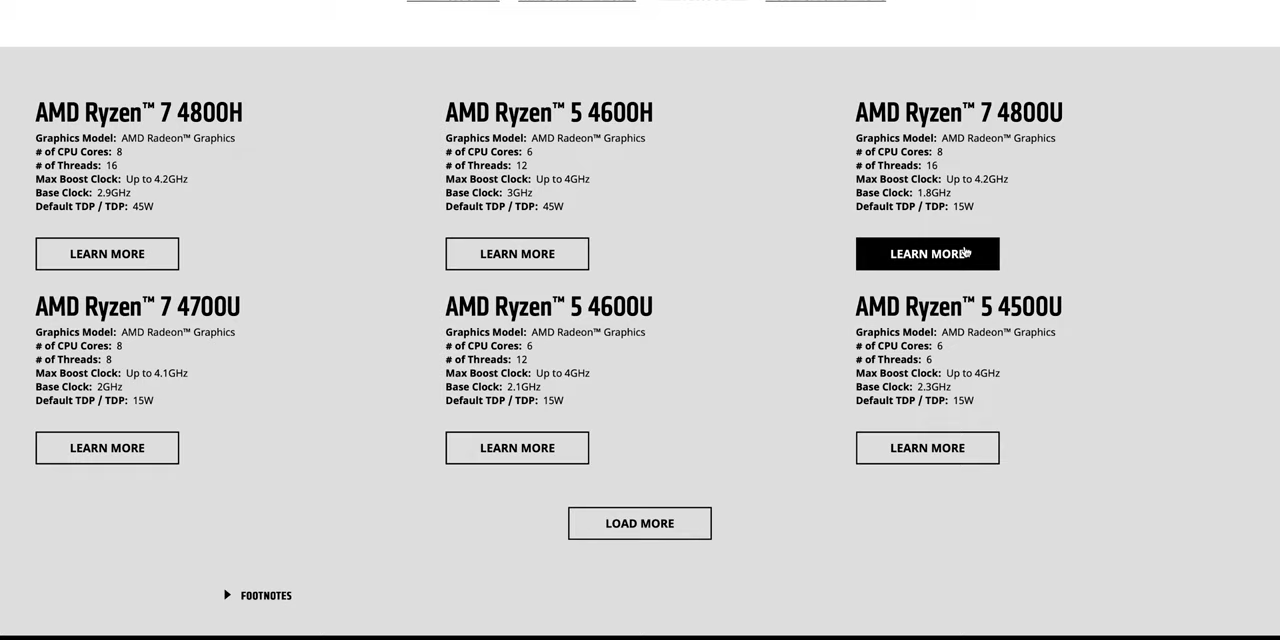 AMD Ryzen™ 7 4800H
Graphics Model: AMD Radeon™ Graphics
# of CPU Cores: 8
# of Threads: 16
Max Boost Clock: Up to 4.2GHz
Base Clock: 2.9GHz
Default TDP / TDP: 45W
LEARN MORE
AMD Ryzen™ 5 4600H
Graphics Model: AMD Radeon™ Graphics
# of CPU Cores: 6
# of Threads: 12
Max Boost Clock: Up to 4GHz
Base Clock: 3GHz
Default TDP / TDP: 45W
LEARN MORE
AMD Ryzen™ 7 4800U
Graphics Model: AMD Radeon™ Graphics
# of CPU Cores: 8
# of Threads: 16
Max Boost Clock: Up to 4.2GHz
Base Clock: 1.8GHz
Default TDP / TDP: 15W
LEARN MORE
AMD Ryzen™ 7 4700U
Graphics Model: AMD Radeon™ Graphics
# of CPU Cores: 8
# of Threads: 8
Max Boost Clock: Up to 4.1GHz
Base Clock: 2GHz
Default TDP / TDP: 15W
LEARN MORE
AMD Ryzen™ 5 4600U
Graphics Model: AMD Radeon™ Graphics
# of CPU Cores: 6
# of Threads: 12
Max Boost Clock: Up to 4GHz
Base Clock: 2.1GHz
Default TDP / TDP: 15W
LEARN MORE
AMD Ryzen™ 5 4500U
Graphics Model: AMD Radeon™ Graphics
# of CPU Cores: 6
# of Threads: 6
Max Boost Clock: Up to 4GHz
Base Clock: 2.3GHz
Default TDP / TDP: 15W
LEARN MORE
LOAD MORE
FOOTNOTES